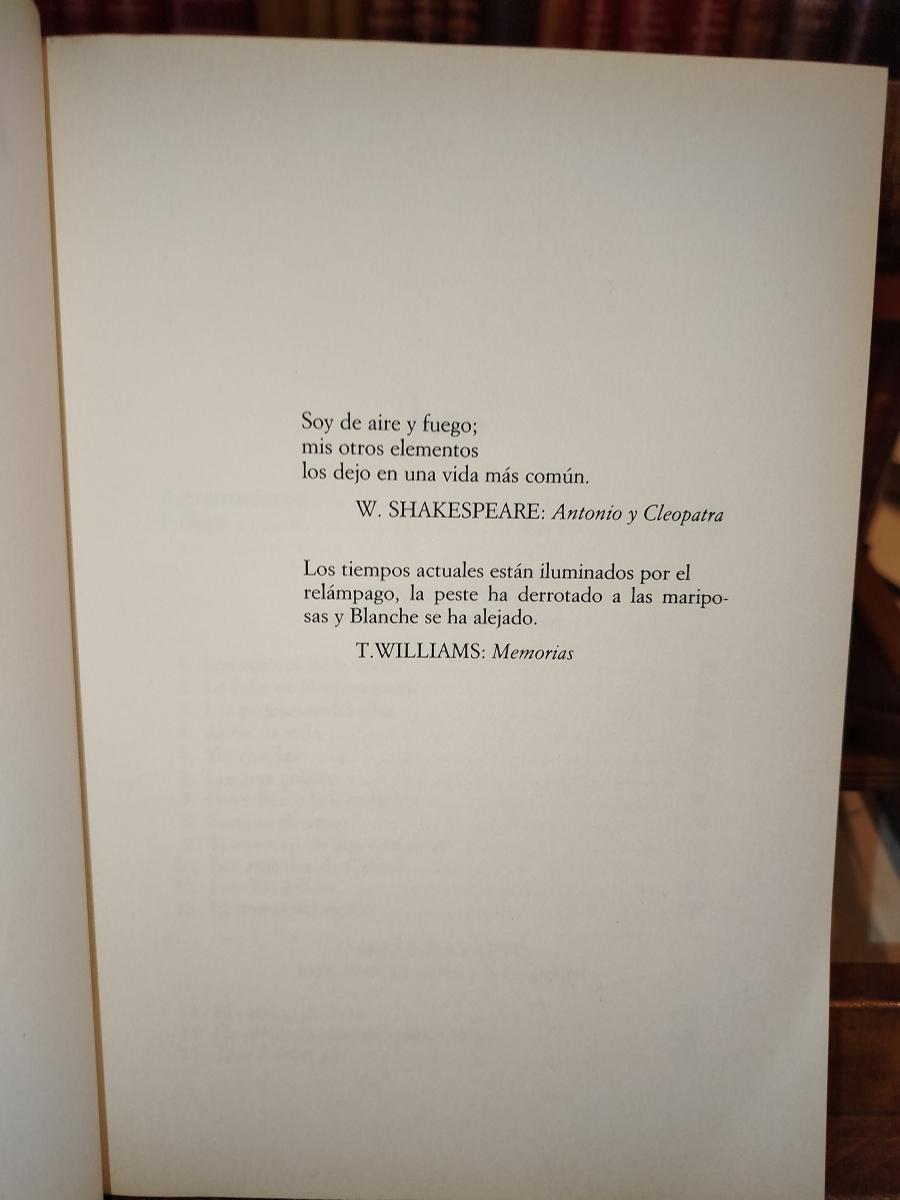 Soy de aire y fuego;
mis otros elementos
los dejo en una vida más común.
W. SHAKESPEARE: Antonio y Cleopatra
Los tiempos actuales están iluminados por el
relámpago, la peste ha derrotado a las maripo-
sas y Blanche se ha alejado.
T.WILLIAMS: Memorias